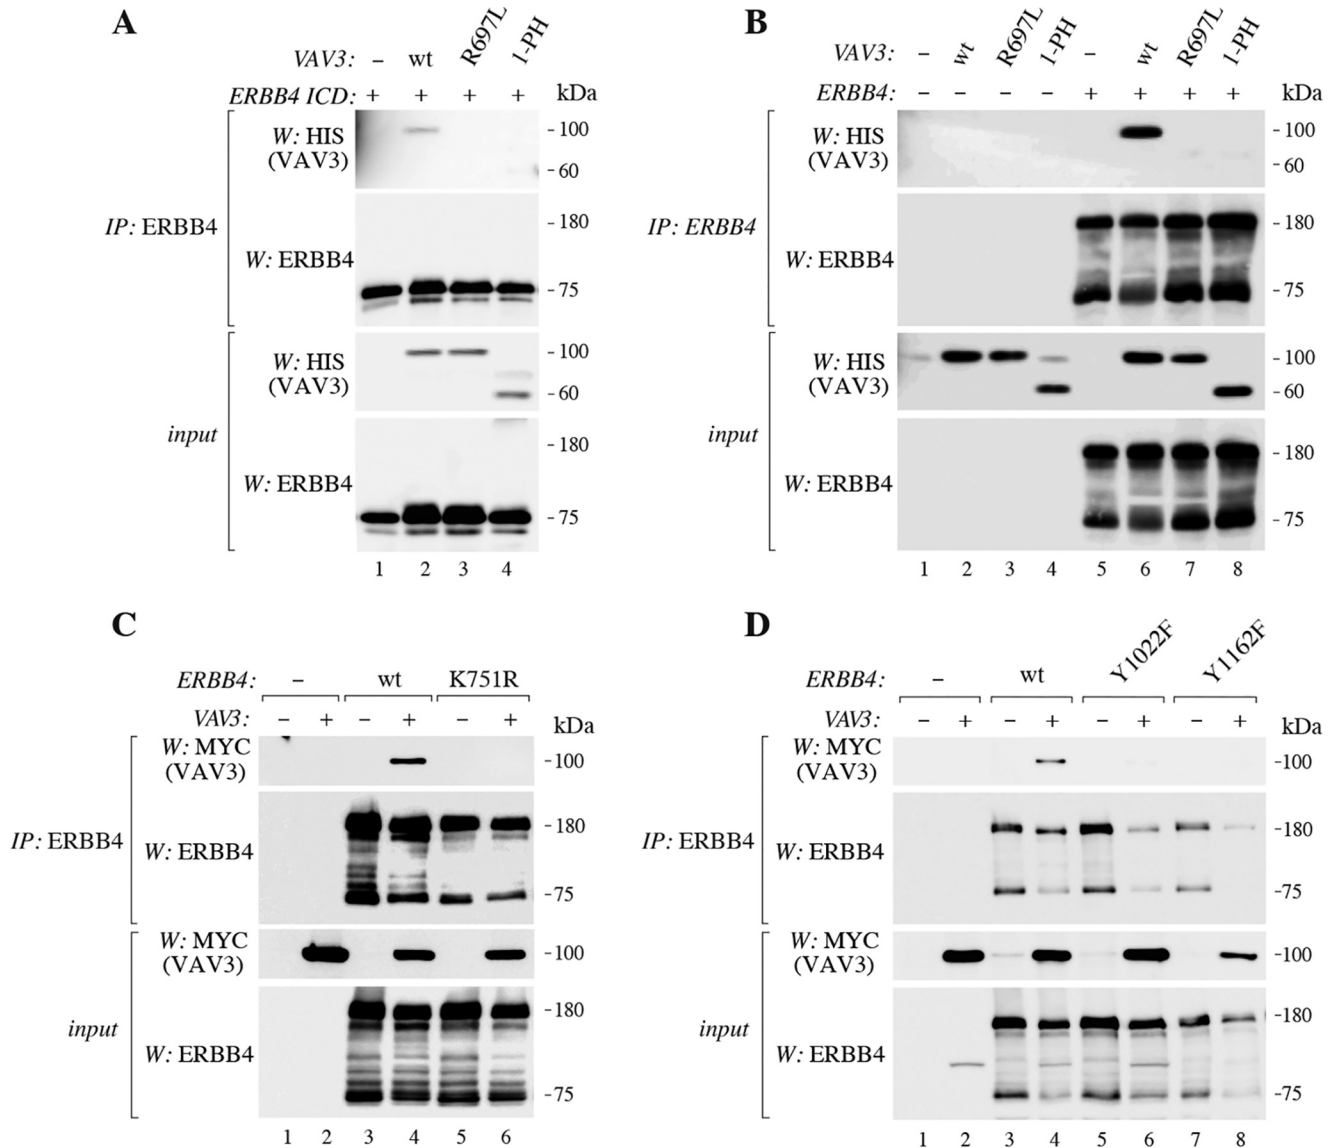 A
VAV3: – wt R697L 1-PH
ERBB4 ICD: + + + + kDa
W: HIS
(VAV3)
- 100
- 60
IP: ERBB4
W: ERBB4
- 180
- 75
W: HIS
(VAV3)
- 100
- 60
input
W: ERBB4
- 180
- 75
1 2 3 4
B
VAV3: – wt R697L 1-PH – wt R697L 1-PH
ERBB4: – – – – + + + + kDa
W: HIS
(VAV3)
- 100
- 60
IP: ERBB4
W: ERBB4
- 180
- 75
W: HIS
(VAV3)
- 100
- 60
input
W: ERBB4
- 180
- 75
1 2 3 4 5 6 7 8
C
ERBB4: – wt K751R
VAV3: – + – + – + kDa
W: MYC
(VAV3)
-100
IP: ERBB4
W: ERBB4
-180
-75
W: MYC
(VAV3)
-100
input
W: ERBB4
-180
-75
1 2 3 4 5 6
D
ERBB4: – wt Y1022F Y1162F
VAV3: – + – + – + – + kDa
W: MYC
(VAV3)
-100
IP: ERBB4
W: ERBB4
-180
-75
W: MYC
(VAV3)
-100
input
W: ERBB4
-180
-75
1 2 3 4 5 6 7 8